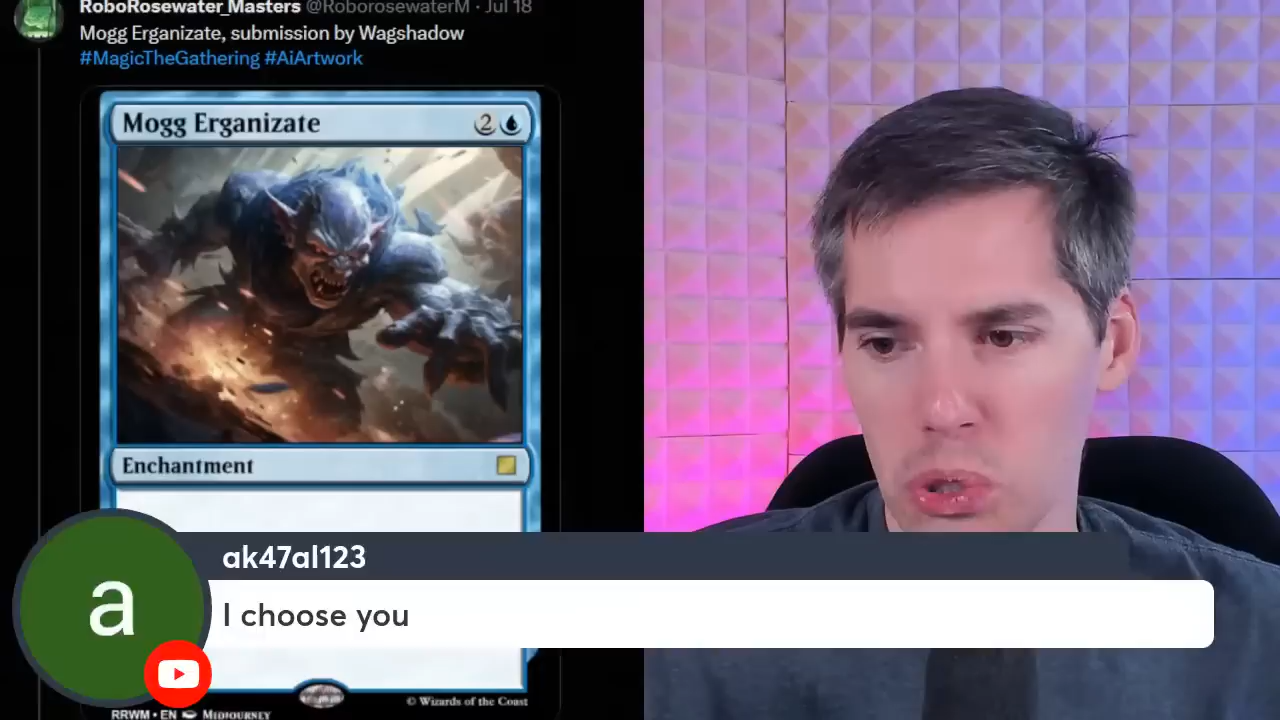 RoboRosewater_Masters @RoborosewaterM · Jul 18
Mogg Erganizate, submission by Wagshadow
#MagicTheGathering #AiArtwork
Mogg Erganizate 2
Enchantment
a
ak47al123
I choose you
© Wizards of the Coast
RRWM • EN MIDJOURNEY